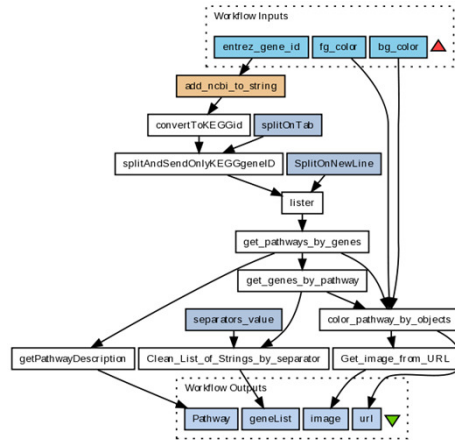 Workflow Inputs
entrez_gene_id fg_color bg_color
add_ncbi_to_string
convertToKEGGid splitOnTab
splitAndSendOnlyKEGGgeneID SplitOnNewLine
lister
get_pathways_by_genes
get_genes_by_pathway
separators_value color_pathway_by_objects
getPathwayDescription Clean_List_of_Strings_by_separator Get_image_from_URL
Workflow Outputs
Pathway geneList image url